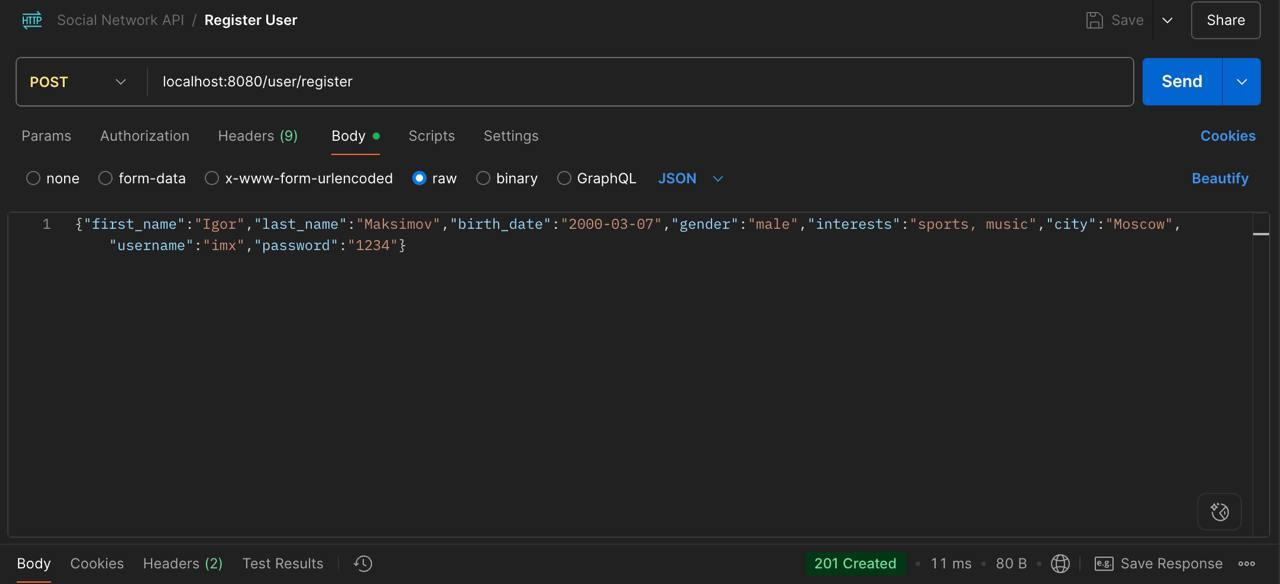 HTTP Social Network API / Register User Save Share
POST localhost:8080/user/register Send
Params Authorization Headers (9) Body Scripts Settings Cookies
none form-data x-www-form-urlencoded raw binary GraphQL JSON Beautify
1 {"first_name":"Igor","last_name":"Maksimov","birth_date":"2000-03-07","gender":"male","interests":"sports, music","city":"Moscow",
"username":"imx","password":"1234"}
Body Cookies Headers (2) Test Results 201 Created • 11 ms • 80 B • e.g. Save Response